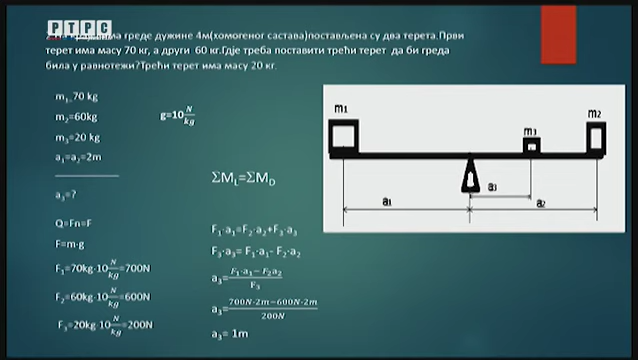 РТРС
крајевима греде дужине 4м(хомогеног састава)постављена су два терета.Први
терет има масу 70 kг, а други 60 kг.Гдје треба поставити трећи терет да би греда
била у равнотежи?Трећи терет има масу 20 kг.
m₁=70 kg
m₂=60kg
g=10 N/kg
m₃=20 kg
a₁=a₂=2m
a₃=?
Q=Fn=F
F=m·g
F₁=70kg·10 N/kg=700N
F₂=60kg·10 N/kg=600N
F₃=20kg·10 N/kg=200N
ΣM_L=ΣM_D
F₁·a₁=F₂·a₂+F₃·a₃
F₃·a₃= F₁·a₁- F₂·a₂
a₃= (F₁·a₁− F₂a₂)/F₃
a₃= (700N·2m−600N·2m)/200N
a₃= 1m
m₁
m₃
m₂
a₃
a₁
a₂